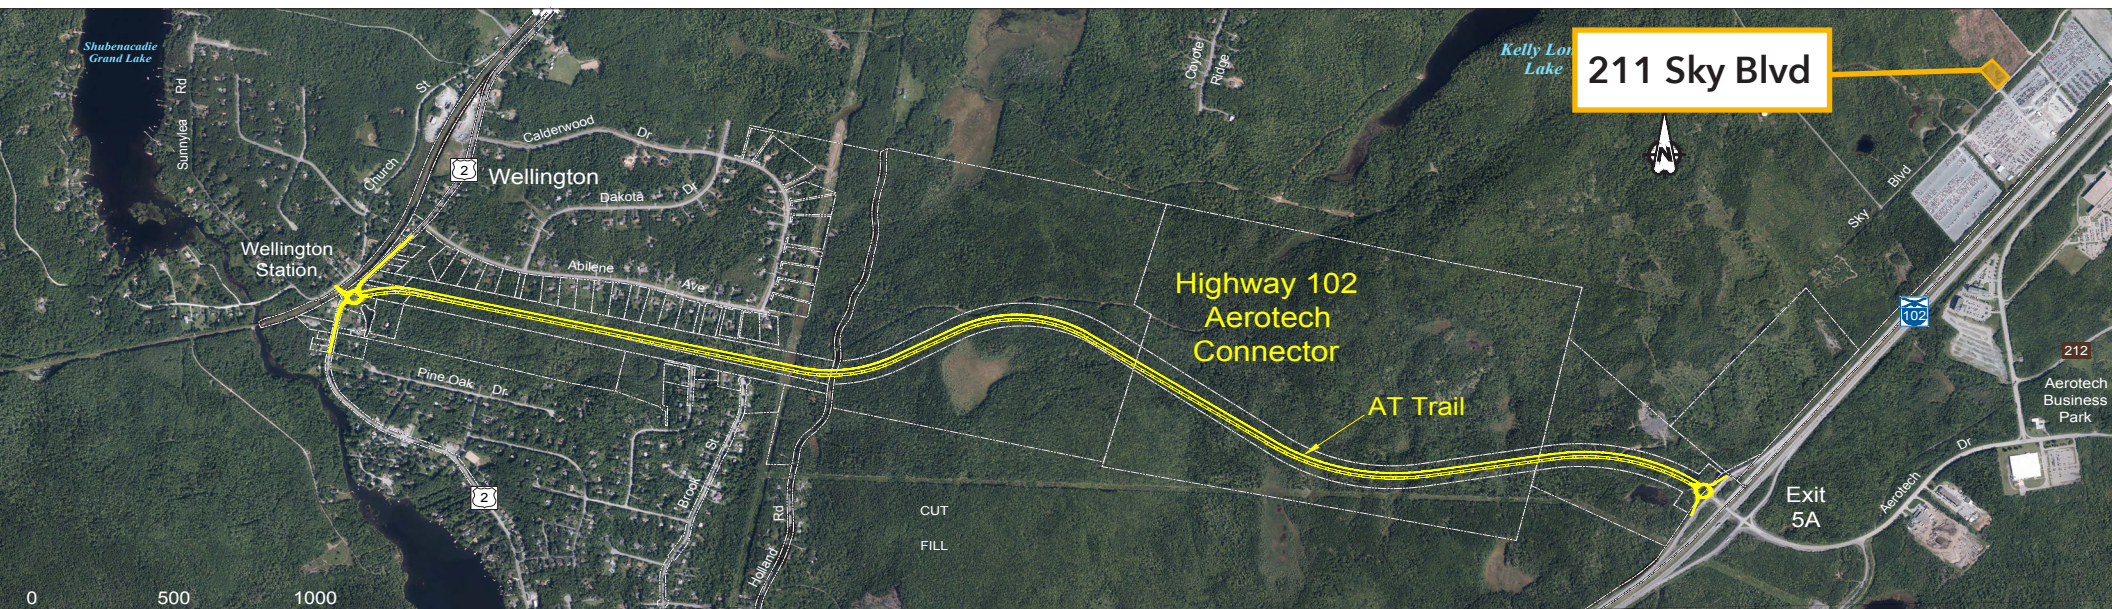 Shubenacadie
Grand Lake
Sunnylea Rd
Church St
2
Wellington
Calderwood Dr
Dakota Dr
Wellington
Station
Abilene Ave
Pine Oak Dr
2
Brook St
Holland Rd
Coyote Ridge
Kelly
Lake
211 Sky Blvd
N
Sky Blvd
Highway 102
Aerotech
Connector
AT Trail
102
212
Aerotech
Business
Park
Aerotech Dr
Exit
5A
CUT
FILL
0 500 1000